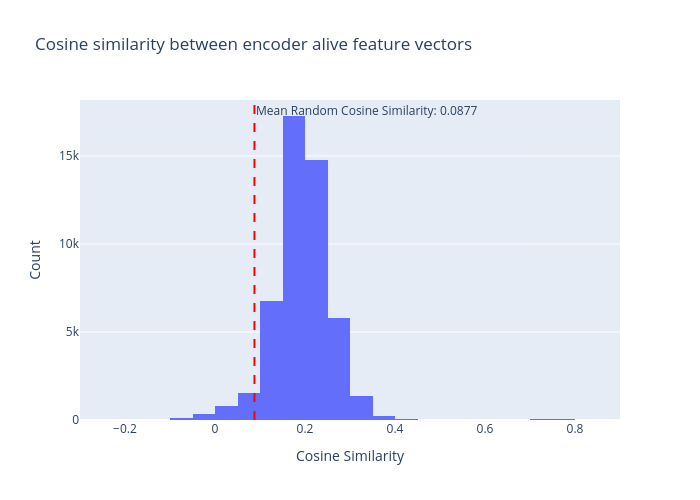 Cosine similarity between encoder alive feature vectors
Mean Random Cosine Similarity: 0.0877
15k
10k
5k
0
Count
−0.2
0
0.2
0.4
0.6
0.8
Cosine Similarity